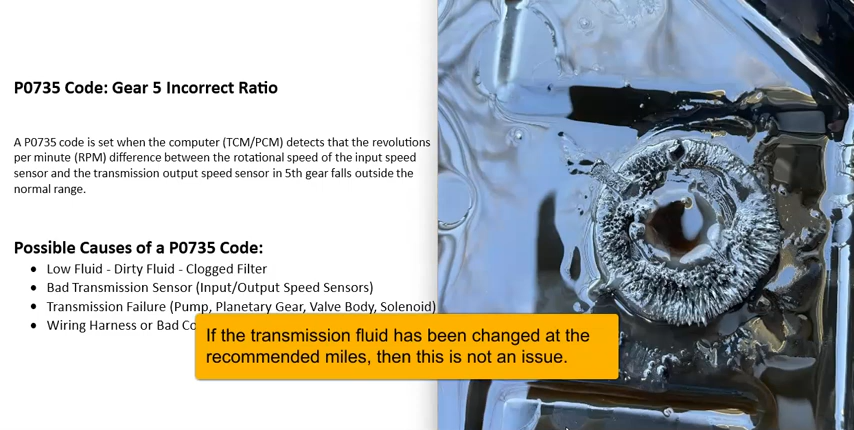 P0735 Code: Gear 5 Incorrect Ratio
A P0735 code is set when the computer (TCM/PCM) detects that the revolutions
per minute (RPM) difference between the rotational speed of the input speed
sensor and the transmission output speed sensor in 5th gear falls outside the
normal range.
Possible Causes of a P0735 Code:
• Low Fluid - Dirty Fluid - Clogged Filter
• Bad Transmission Sensor (Input/Output Speed Sensors)
• Transmission Failure (Pump, Planetary Gear, Valve Body, Solenoid)
• Wiring Harness or Bad
If the transmission fluid has been changed at the
recommended miles, then this is not an issue.